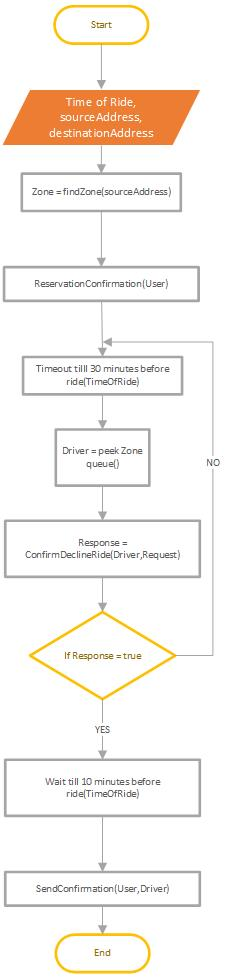 Start
Time of Ride,
sourceAddress,
destinationAddress
Zone = findZone(sourceAddress)
ReservationConfirmation(User)
Timeout tilll 30 minutes before
ride(TimeOfRide)
Driver = peek Zone
queue()
NO
Response =
ConfirmDeclineRide(Driver,Request)
If Response = true
YES
Wait till 10 minutes before
ride(TimeOfRide)
SendConfirmation(User,Driver)
End